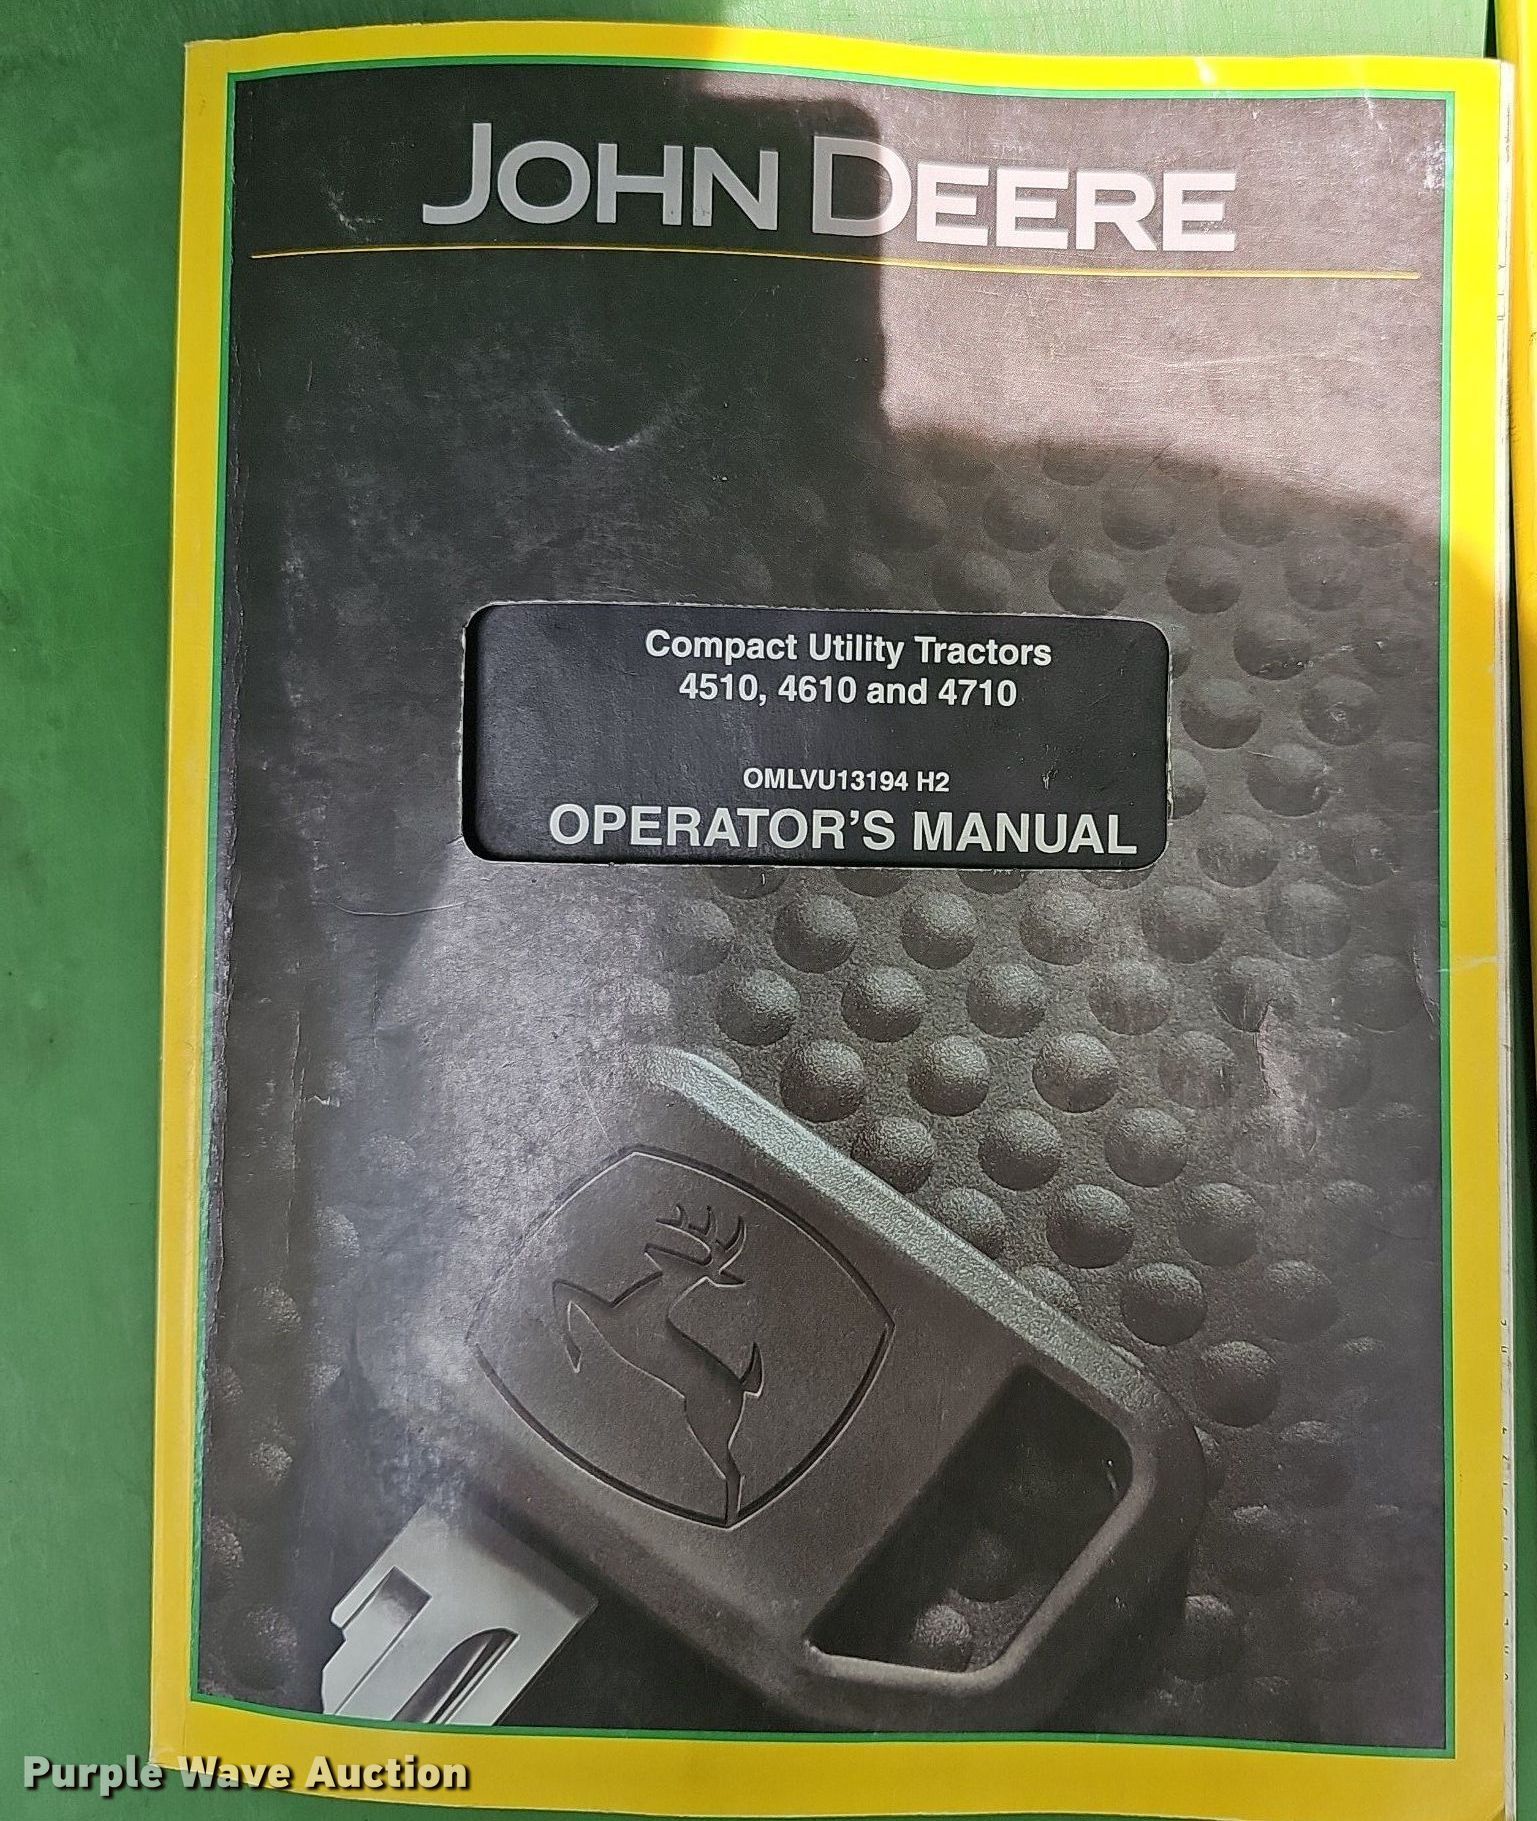 JOHN DEERE
Compact Utility Tractors
4510, 4610 and 4710
OMLVU13194 H2
OPERATOR'S MANUAL
Purple Wave Auction